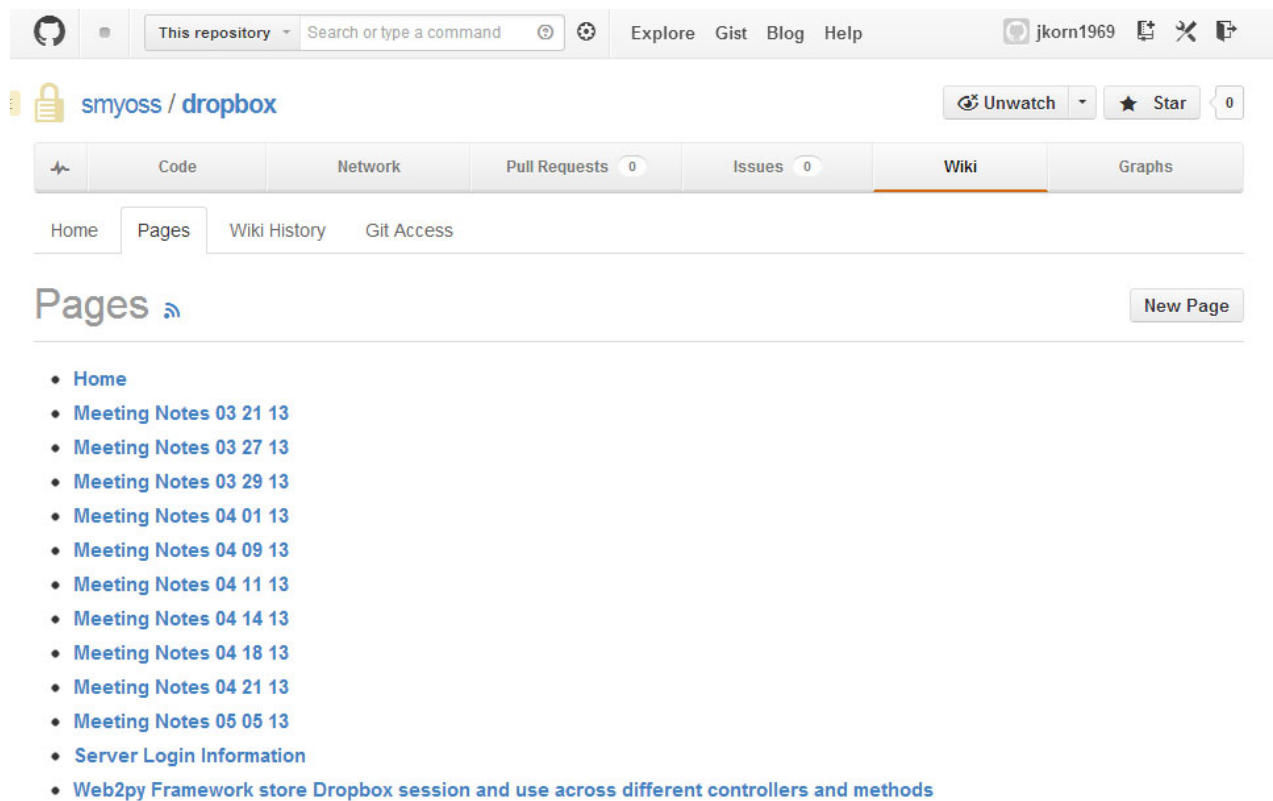 This repository Search or type a command Explore Gist Blog Help jkorn1969
smyoss / dropbox Unwatch Star 0
Code Network Pull Requests 0 Issues 0 Wiki Graphs
Home Pages Wiki History Git Access
Pages New Page
Home
Meeting Notes 03 21 13
Meeting Notes 03 27 13
Meeting Notes 03 29 13
Meeting Notes 04 01 13
Meeting Notes 04 09 13
Meeting Notes 04 11 13
Meeting Notes 04 14 13
Meeting Notes 04 18 13
Meeting Notes 04 21 13
Meeting Notes 05 05 13
Server Login Information
Web2py Framework store Dropbox session and use across different controllers and methods